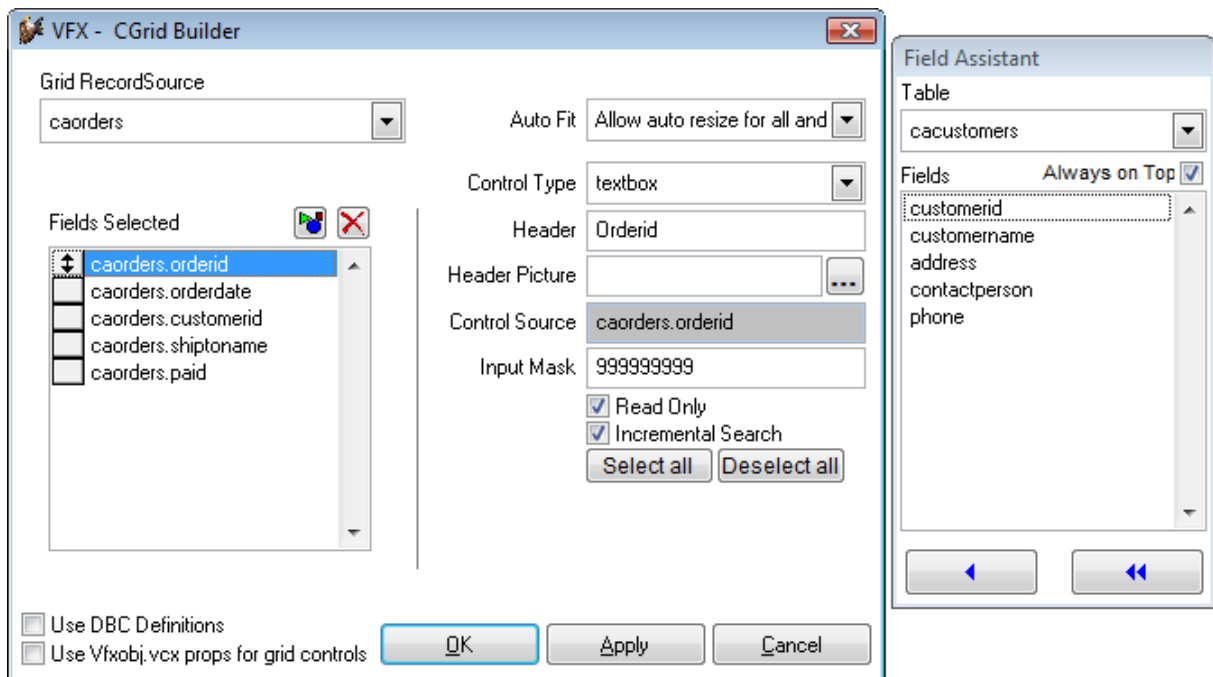 VFX - CGrid Builder
Grid RecordSource
caorders
Auto Fit Allow auto resize for all and
Control Type textbox
Fields Selected
Header Orderid
caorders.orderid
caorders.orderdate
caorders.customerid
caorders.shiptoname
caorders.paid
Header Picture ...
Control Source caorders.orderid
Input Mask 999999999
Read Only
Incremental Search
Select all Deselect all
Use DBC Definitions
Use Vfxobj.vcx props for grid controls
OK Apply Cancel
Field Assistant
Table
cacustomers
Fields Always on Top
customerid
customername
address
contactperson
phone